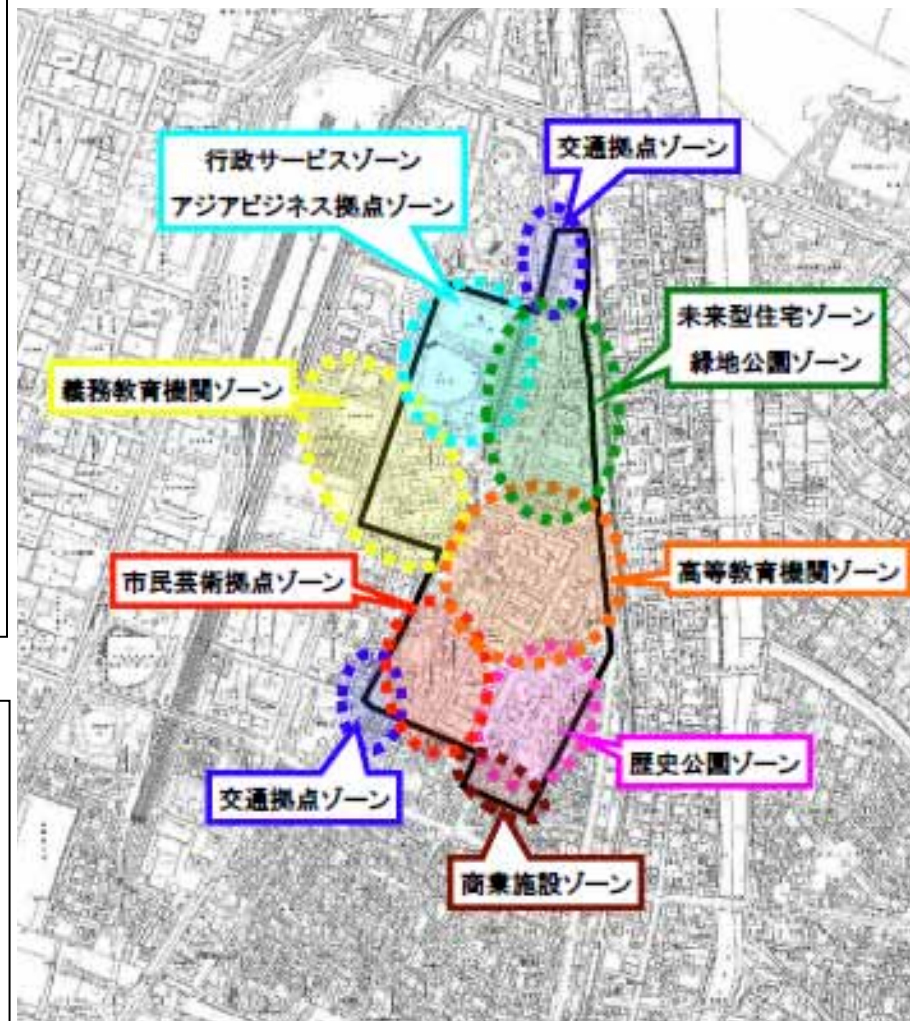 交通拠点ゾーン
行政サービスゾーン
アジアビジネス拠点ゾーン
未来型住宅ゾーン
緑地公園ゾーン
義務教育機関ゾーン
高等教育機関ゾーン
市民芸術拠点ゾーン
歴史公園ゾーン
交通拠点ゾーン
商業施設ゾーン